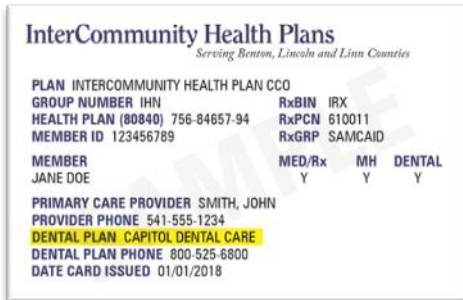 InterCommunity Health Plans
Serving Benton, Lincoln and Linn Counties
PLAN INTERCOMMUNITY HEALTH PLAN CCO
GROUP NUMBER IHN RxBIN IRX
HEALTH PLAN (80840) 756-84657-94 RxPCN 610011
MEMBER ID 123456789 RxGRP SAMCAID
MEMBER MED/Rx MH DENTAL
JANE DOE Y Y Y
PRIMARY CARE PROVIDER SMITH, JOHN
PROVIDER PHONE 541-555-1234
DENTAL PLAN CAPITOL DENTAL CARE
DENTAL PLAN PHONE 800-525-6800
DATE CARD ISSUED 01/01/2018
SAMPLE